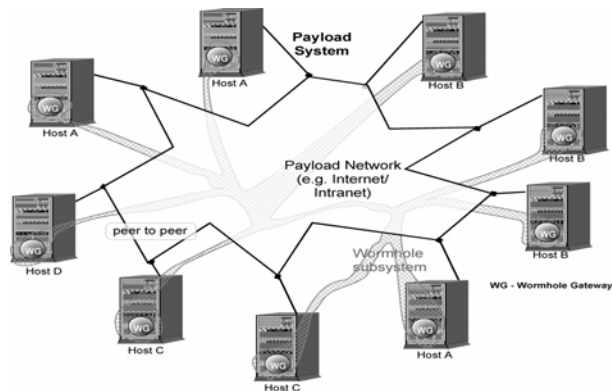 Payload
System
WG
Host A
WG
Host B
WG
Host A
WG
Host B
Payload Network
(e.g. Internet/
Intranet)
WG
Host D
peer to peer
WG
Host B
Wormhole
subsystem
WG - Wormhole Gateway
WG
Host C
WG
Host A
WG
Host C